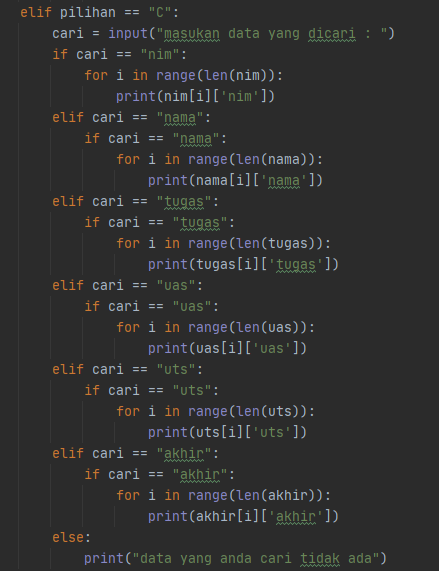 elif pilihan == "C":
    cari = input("masukan data yang dicari : ")
    if cari == "nim":
        for i in range(len(nim)):
            print(nim[i]['nim'])
    elif cari == "nama":
        if cari == "nama":
            for i in range(len(nama)):
                print(nama[i]['nama'])
    elif cari == "tugas":
        if cari == "tugas":
            for i in range(len(tugas)):
                print(tugas[i]['tugas'])
    elif cari == "uas":
        if cari == "uas":
            for i in range(len(uas)):
                print(uas[i]['uas'])
    elif cari == "uts":
        if cari == "uts":
            for i in range(len(uts)):
                print(uts[i]['uts'])
    elif cari == "akhir":
        if cari == "akhir":
            for i in range(len(akhir)):
                print(akhir[i]['akhir'])
    else:
        print("data yang anda cari tidak ada")